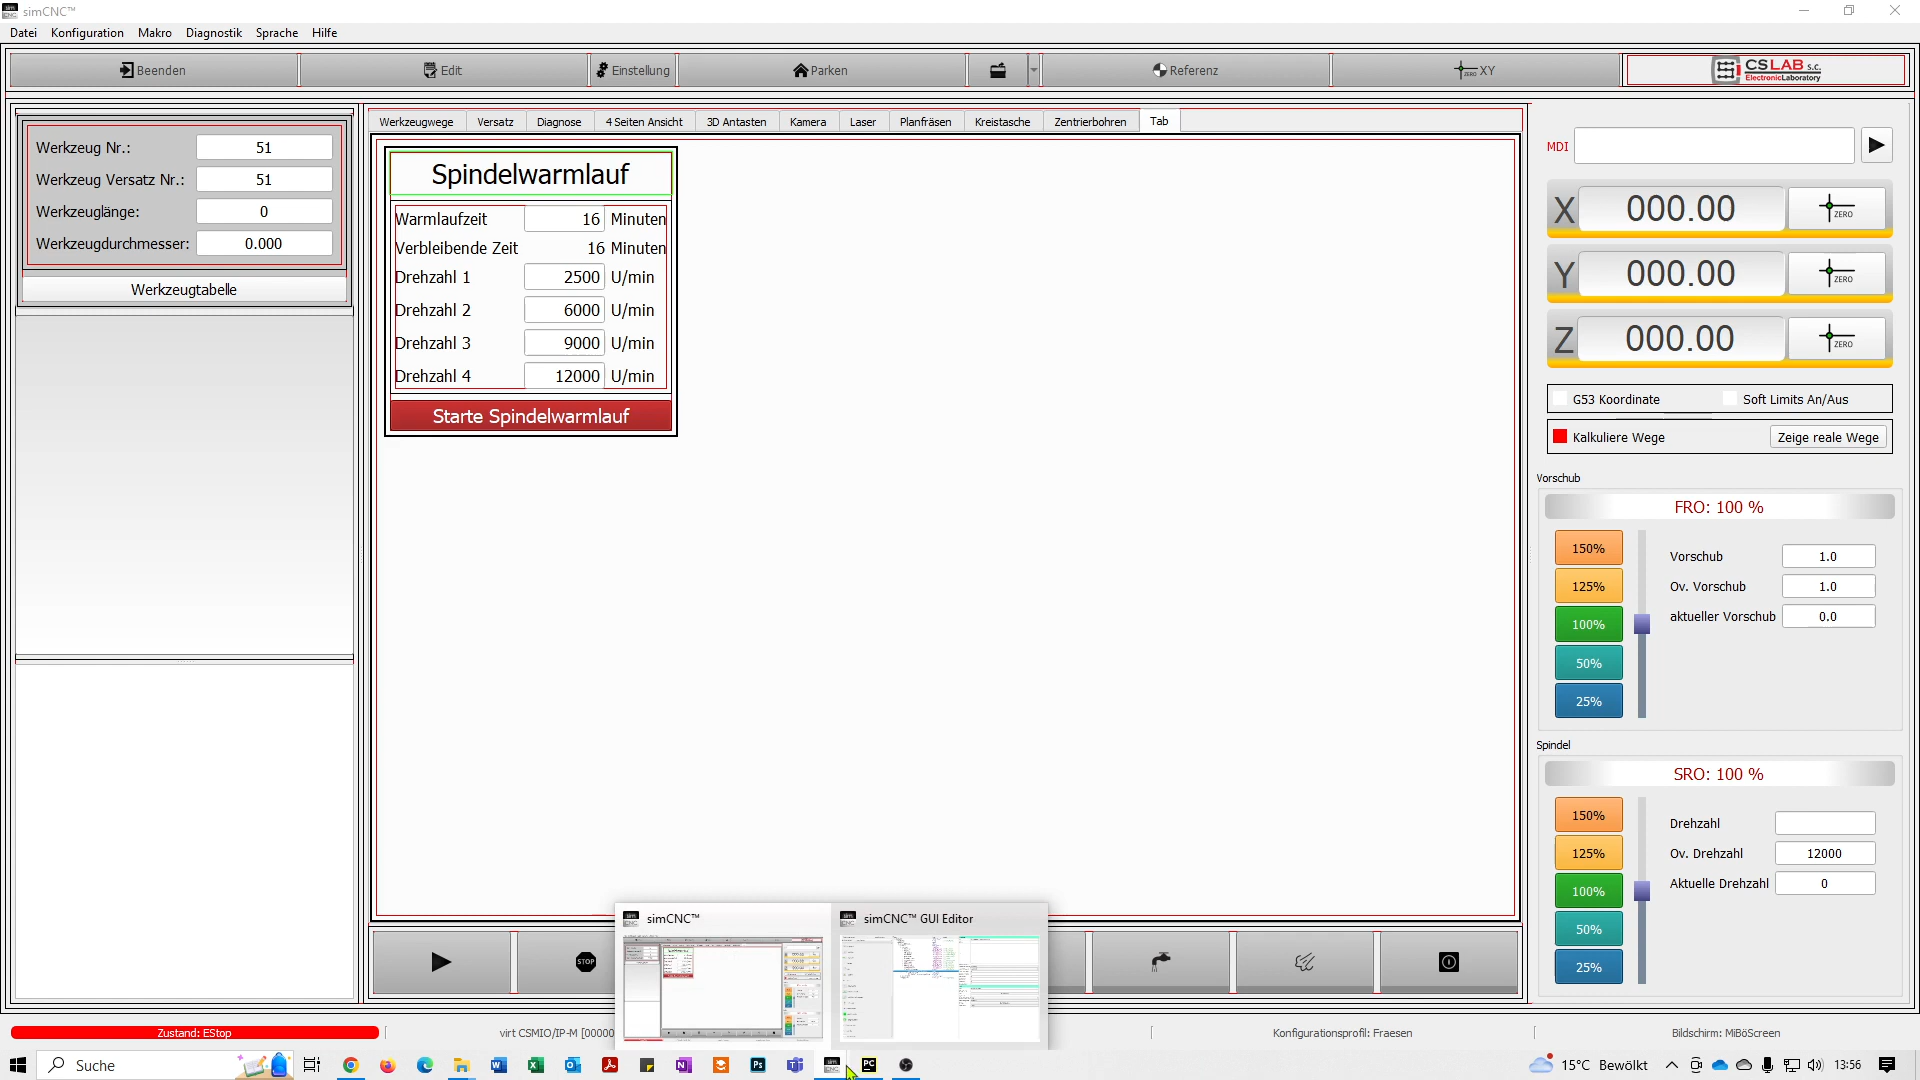 simCNC™
Datei Konfiguration Makro Diagnostik Sprache Hilfe
Beenden Edit Einstellung Parken Referenz XY CSLAB s.c.
ElectronicLaboratory
Werkzeugwege Versatz Diagnose 4 Seiten Ansicht 3D Antasten Kamera Laser Planfräsen Kreistasche Zentrierbohren Tab
Werkzeug Nr.: 51
Werkzeug Versatz Nr.: 51
Werkzeuglänge: 0
Werkzeugdurchmesser: 0.000
Werkzeugtabelle
Spindelwarmlauf
Warmlaufzeit 16 Minuten
Verbleibende Zeit 16 Minuten
Drehzahl 1 2500 U/min
Drehzahl 2 6000 U/min
Drehzahl 3 9000 U/min
Drehzahl 4 12000 U/min
Starte Spindelwarmlauf
MDI
X 000.00 ZERO
Y 000.00 ZERO
Z 000.00 ZERO
G53 Koordinate Soft Limits An/Aus
Kalkuliere Wege Zeige reale Wege
Vorschub
FRO: 100 %
150%
125%
100%
50%
25%
Vorschub 1.0
Ov. Vorschub 1.0
aktueller Vorschub 0.0
Spindel
SRO: 100 %
150%
125%
100%
50%
25%
Drehzahl
Ov. Drehzahl 12000
Aktuelle Drehzahl 0
simCNC™ simCNC™ GUI Editor
STOP
Zustand: EStop virt CSMIO/IP-M [00000 Konfigurationsprofil: Fraesen Bildschirm: MiBöScreen
Suche 15°C Bewölkt 13:56